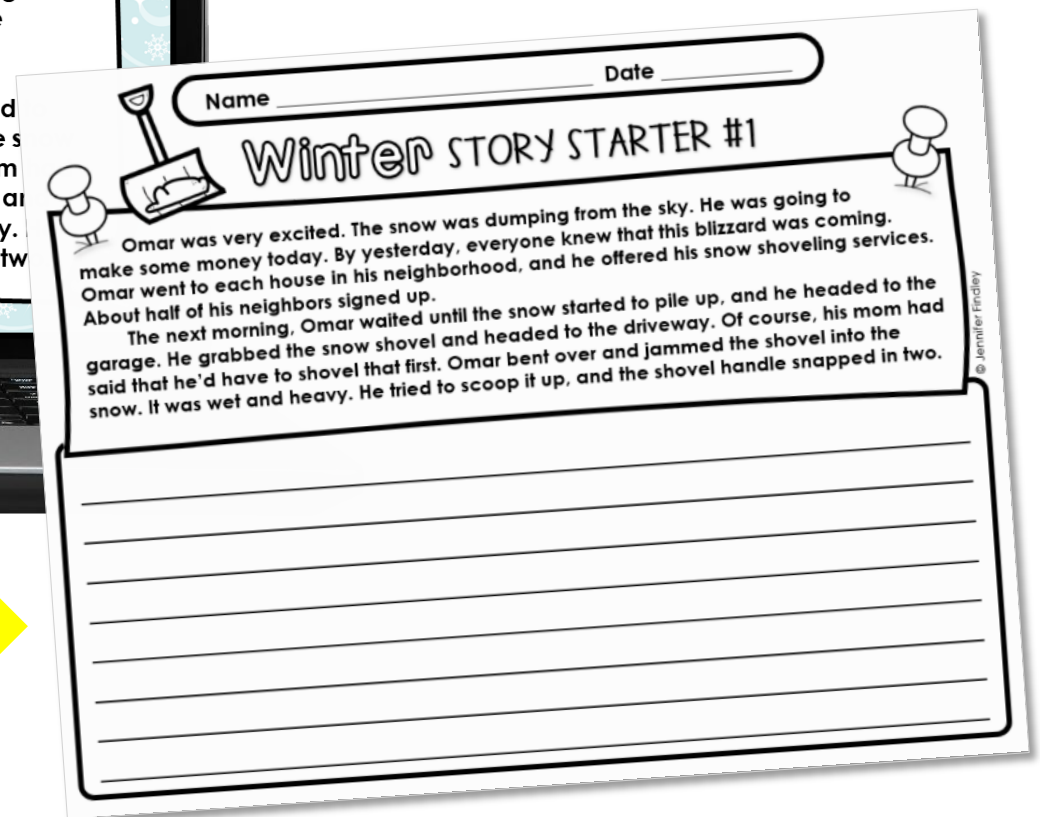 Name
Date
Winter STORY STARTER #1
Omar was very excited. The snow was dumping from the sky. He was going to
make some money today. By yesterday, everyone knew that this blizzard was coming.
Omar went to each house in his neighborhood, and he offered his snow shoveling services.
About half of his neighbors signed up.
The next morning, Omar waited until the snow started to pile up, and he headed to the
garage. He grabbed the snow shovel and headed to the driveway. Of course, his mom had
said that he'd have to shovel that first. Omar bent over and jammed the shovel into the
snow. It was wet and heavy. He tried to scoop it up, and the shovel handle snapped in two.
© Jennifer Findley